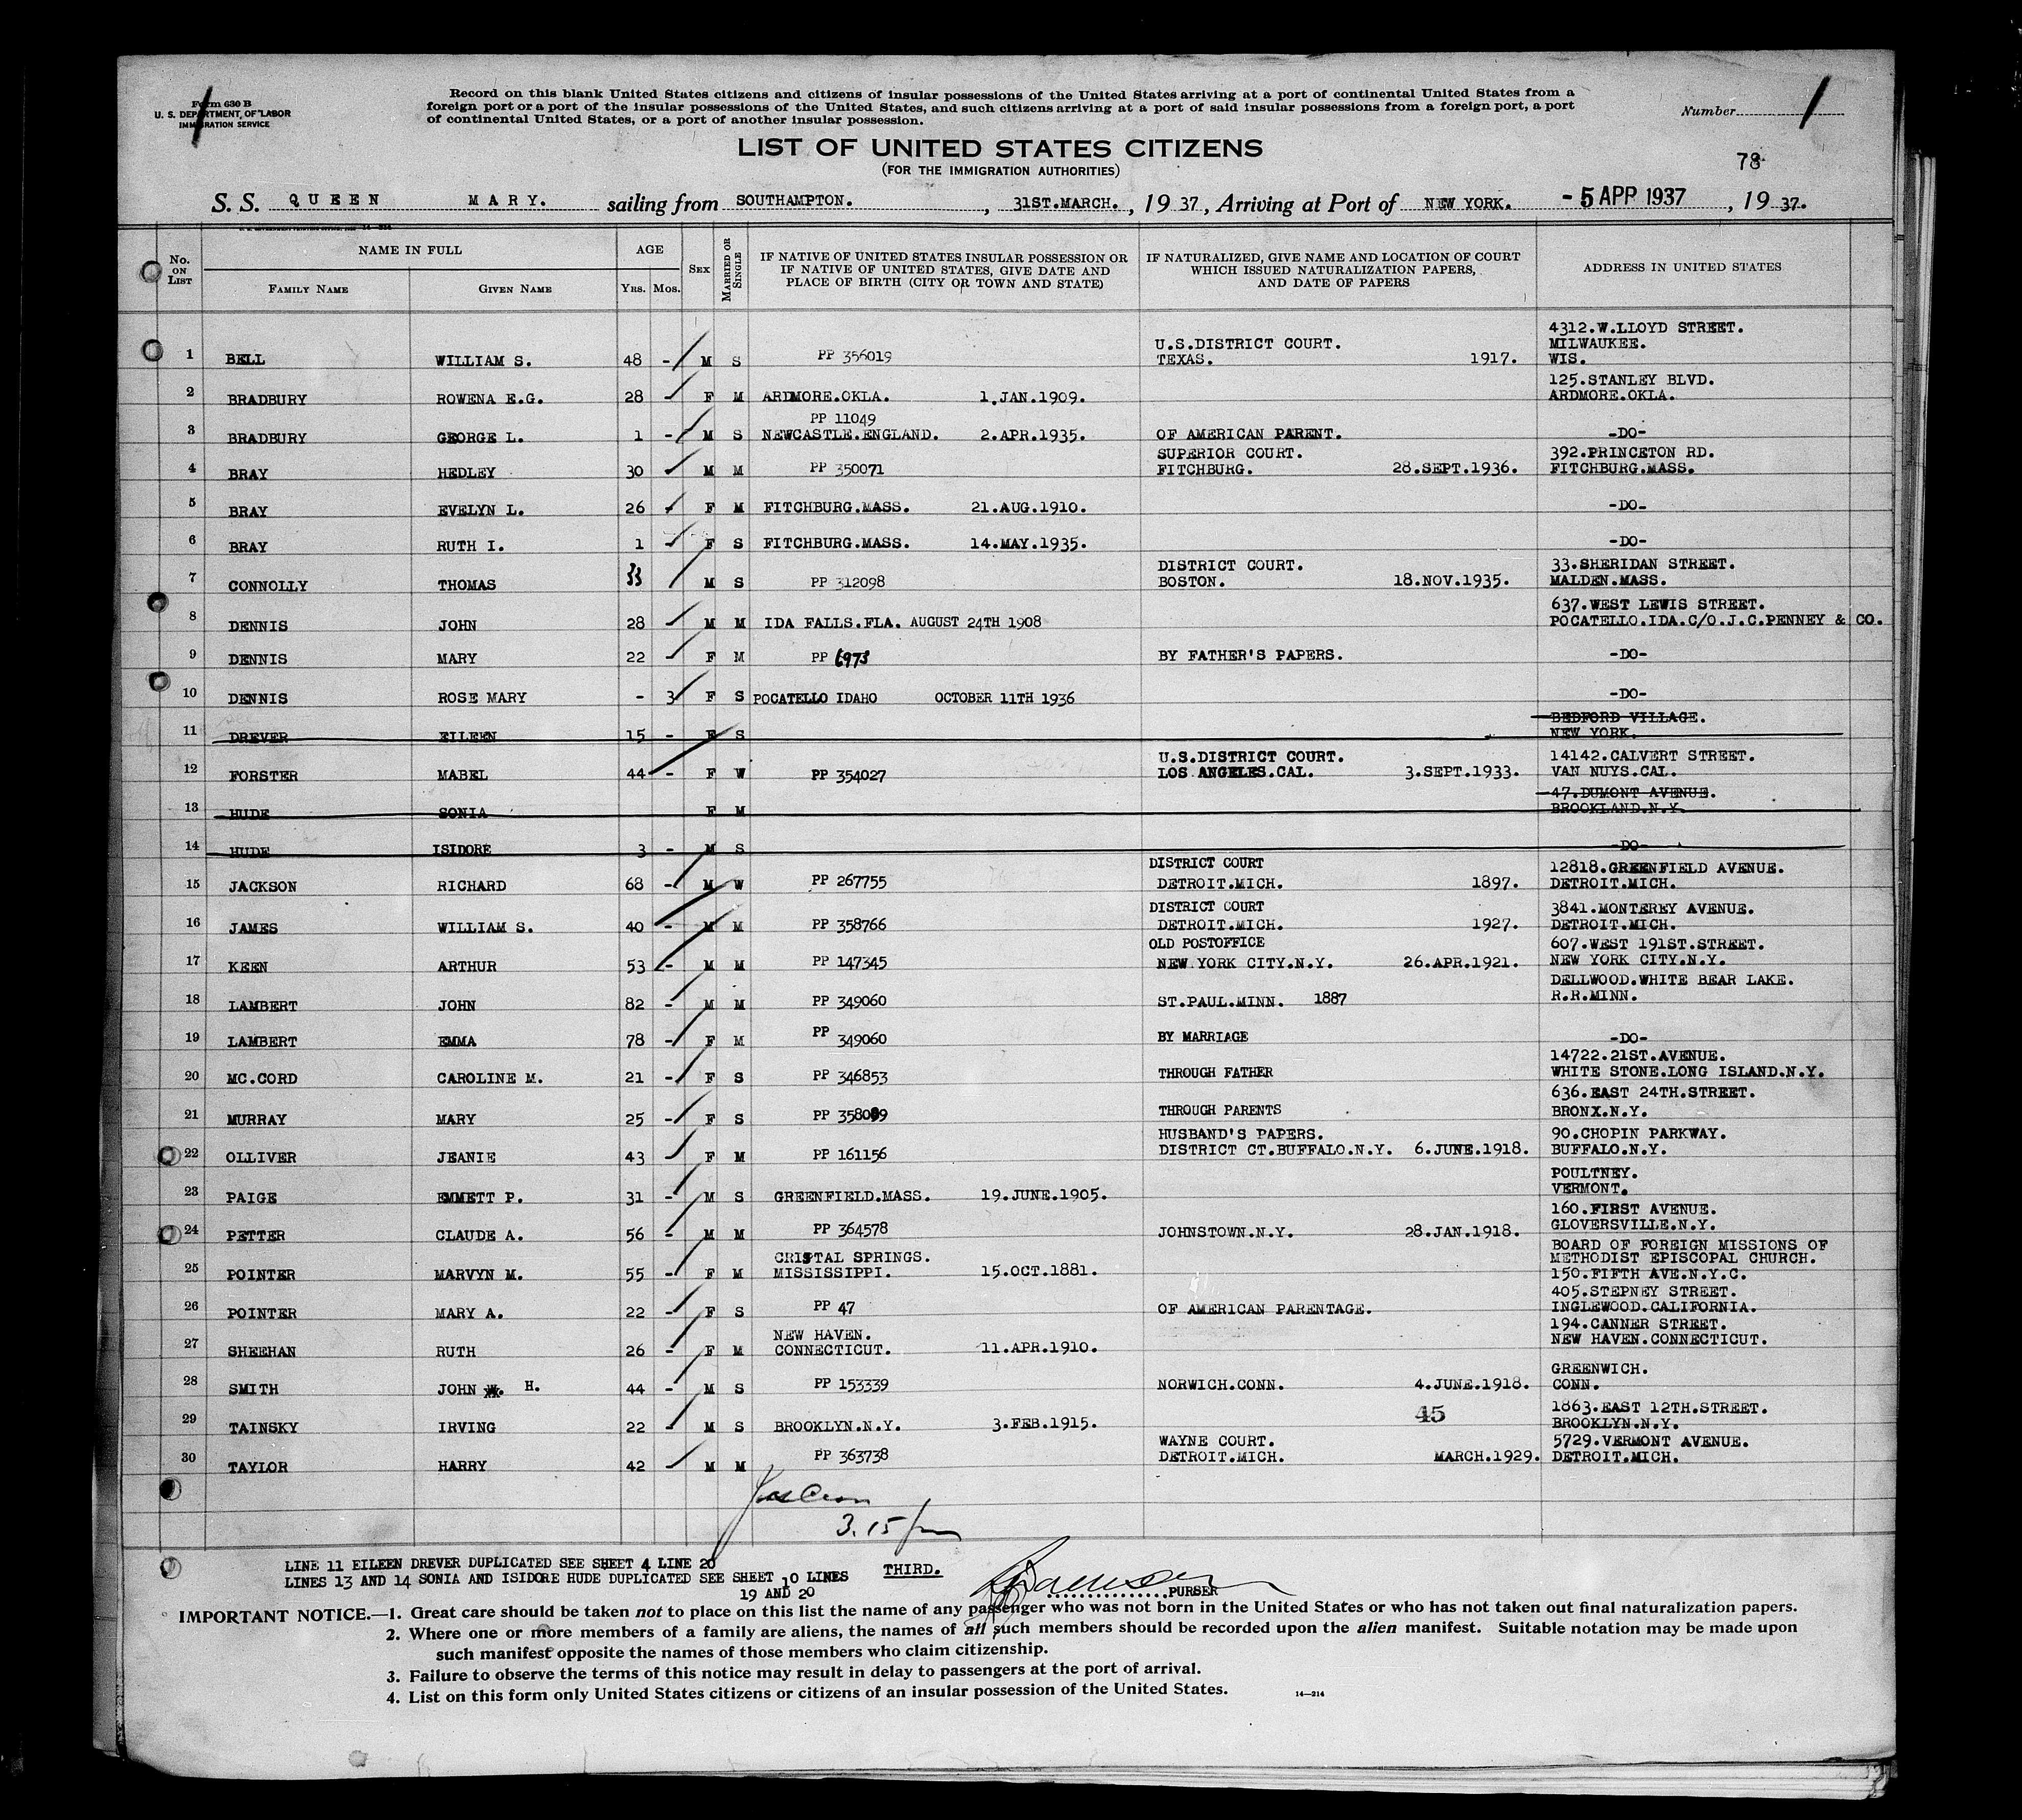 Form 630 B
U. S. DEPARTMENT OF LABOR
IMMIGRATION SERVICE
Record on this blank United States citizens and citizens of insular possessions of the United States arriving at a port of continental United States from a
foreign port or a port of the insular possessions of the United States, and such citizens arriving at a port of said insular possessions from a foreign port, a port
of continental United States, or a port of another insular possession.
Number
LIST OF UNITED STATES CITIZENS
(FOR THE IMMIGRATION AUTHORITIES)
78
S. S. QUEEN MARY. sailing from SOUTHAMPTON. , 31ST.MARCH. , 19 37, Arriving at Port of NEW YORK. - 5 APP 1937 , 19 37.
No. ON LIST
NAME IN FULL
FAMILY NAME GIVEN NAME
AGE
YRS. MOS.
SEX
MARRIED OR SINGLE
IF NATIVE OF UNITED STATES INSULAR POSSESSION OR
IF NATIVE OF UNITED STATES, GIVE DATE AND
PLACE OF BIRTH (CITY OR TOWN AND STATE)
IF NATURALIZED, GIVE NAME AND LOCATION OF COURT
WHICH ISSUED NATURALIZATION PAPERS,
AND DATE OF PAPERS
ADDRESS IN UNITED STATES
4312.W.LLOYD STREET.
U.S.DISTRICT COURT. MILWAUKEE.
1 BELL WILLIAM S. 48 - M S PP 356019 TEXAS. 1917. WIS.
125.STANLEY BLVD.
2 BRADBURY ROWENA E.G. 28 - F M ARDMORE.OKLA. 1.JAN.1909. ARDMORE.OKLA.
PP 11049
3 BRADBURY GEORGE L. 1 - M S NEWCASTLE.ENGLAND. 2.APR.1935. OF AMERICAN PARENT. -DO-
SUPERIOR COURT. 392.PRINCETON RD.
4 BRAY HEDLEY 30 - M M PP 350071 FITCHBURG. 28.SEPT.1936. FITCHBURG.MASS.
5 BRAY EVELYN L. 26 - F M FITCHBURG.MASS. 21.AUG.1910. -DO-
6 BRAY RUTH I. 1 - F S FITCHBURG.MASS. 14.MAY.1935. -DO-
DISTRICT COURT. 33.SHERIDAN STREET.
7 CONNOLLY THOMAS 33 M S PP 312098 BOSTON. 18.NOV.1935. MALDEN.MASS.
637.WEST LEWIS STREET.
8 DENNIS JOHN 28 - M M IDA FALLS.FLA. AUGUST 24TH 1908 POCATELLO.IDA.C/O.J.C.PENNEY & CO.
9 DENNIS MARY 22 - F M PP 6973 BY FATHER'S PAPERS. -DO-
10 DENNIS ROSE MARY - 3 F S POCATELLO IDAHO OCTOBER 11TH 1936 -DO-
BEDFORD VILLAGE.
11 DREVER EILEEN 15 - F S NEW YORK.
U.S.DISTRICT COURT. 14142.CALVERT STREET.
12 FORSTER MABEL 44 - F W PP 354027 LOS ANGELES.CAL. 3.SEPT.1933. VAN NUYS.CAL.
47.DUMONT AVENUE.
13 HUDE SONIA F M BROOKLAND.N.Y.
14 HUDE ISIDORE 3 - M S -DO-
DISTRICT COURT 12818.GREENFIELD AVENUE.
15 JACKSON RICHARD 68 - M W PP 267755 DETROIT.MICH. 1897. DETROIT.MICH.
DISTRICT COURT 3841.MONTEREY AVENUE.
16 JAMES WILLIAM S. 40 - M M PP 358766 DETROIT.MICH. 1927. DETROIT.MICH.
OLD POSTOFFICE 607.WEST 191ST.STREET.
17 KEEN ARTHUR 53 - M M PP 147345 NEW YORK CITY.N.Y. 26.APR.1921. NEW YORK CITY.N.Y.
DELLWOOD.WHITE BEAR LAKE.
18 LAMBERT JOHN 82 - M M PP 349060 ST.PAUL.MINN. 1887 R.R.MINN.
19 LAMBERT EMMA 78 - F M PP 349060 BY MARRIAGE -DO-
14722.21ST.AVENUE.
20 MC.CORD CAROLINE M. 21 - F S PP 346853 THROUGH FATHER WHITE STONE.LONG ISLAND.N.Y.
636.EAST 24TH.STREET.
21 MURRAY MARY 25 - F S PP 358099 THROUGH PARENTS BRONX.N.Y.
HUSBAND'S PAPERS. 90.CHOPIN PARKWAY.
22 OLLIVER JEANIE 43 - F M PP 161156 DISTRICT CT.BUFFALO.N.Y. 6.JUNE.1918. BUFFALO.N.Y.
POULTNEY.
23 PAIGE EMMETT P. 31 - M S GREENFIELD.MASS. 19.JUNE.1905. VERMONT.
160.FIRST AVENUE.
24 PETTER CLAUDE A. 56 - M M PP 364578 JOHNSTOWN.N.Y. 28.JAN.1918. GLOVERSVILLE.N.Y.
BOARD OF FOREIGN MISSIONS OF
CRISTAL SPRINGS. METHODIST EPISCOPAL CHURCH.
25 POINTER MARVYN M. 55 - F M MISSISSIPPI. 15.OCT.1881. 150.FIFTH AVE.N.Y.C.
405.STEPNEY STREET.
26 POINTER MARY A. 22 - F S PP 47 OF AMERICAN PARENTAGE. INGLEWOOD.CALIFORNIA.
NEW HAVEN. 194.CANNER STREET.
27 SHEEHAN RUTH 26 - F M CONNECTICUT. 11.APR.1910. NEW HAVEN.CONNECTICUT.
GREENWICH.
28 SMITH JOHN W. H. 44 - M S PP 153339 NORWICH.CONN. 4.JUNE.1918. CONN.
45 1863.EAST 12TH.STREET.
29 TAINSKY IRVING 22 - M S BROOKLYN.N.Y. 3.FEB.1915. BROOKLYN.N.Y.
WAYNE COURT. 5729.VERMONT AVENUE.
30 TAYLOR HARRY 42 - M M PP 363738 DETROIT.MICH. MARCH.1929. DETROIT.MICH.
3.15 pm
LINE 11 EILEEN DREVER DUPLICATED SEE SHEET 4 LINE 20
LINES 13 AND 14 SONIA AND ISIDORE HUDE DUPLICATED SEE SHEET 10 LINES
19 AND 20
THIRD.
PURSER
IMPORTANT NOTICE.—1. Great care should be taken not to place on this list the name of any passenger who was not born in the United States or who has not taken out final naturalization papers.
2. Where one or more members of a family are aliens, the names of all such members should be recorded upon the alien manifest. Suitable notation may be made upon
such manifest opposite the names of those members who claim citizenship.
3. Failure to observe the terms of this notice may result in delay to passengers at the port of arrival.
4. List on this form only United States citizens or citizens of an insular possession of the United States.
14—214